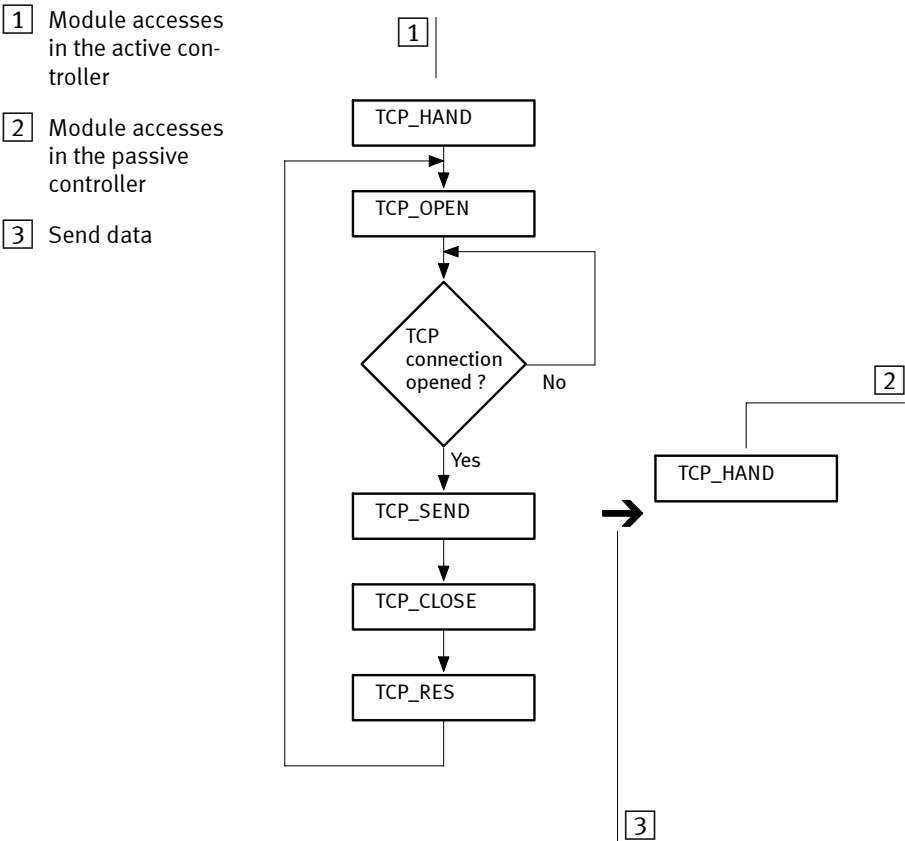 1 Module accesses
in the active con-
troller
2 Module accesses
in the passive
controller
3 Send data
1
TCP_HAND
TCP_OPEN
TCP
connection
opened ?
No
Yes
TCP_SEND
TCP_CLOSE
TCP_RES
2
TCP_HAND
3